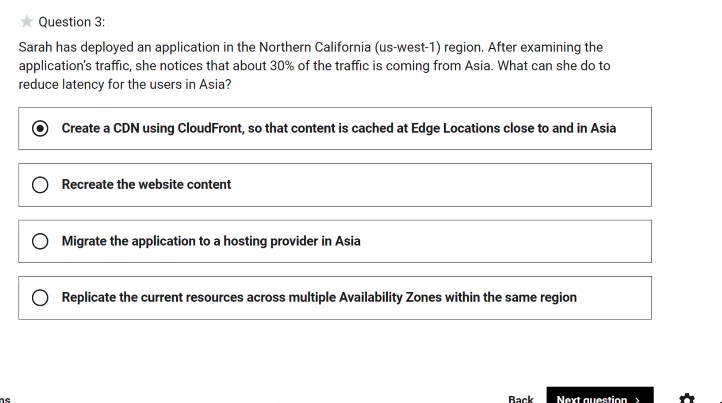 Question 3:
Sarah has deployed an application in the Northern California (us-west-1) region. After examining the
application's traffic, she notices that about 30% of the traffic is coming from Asia. What can she do to
reduce latency for the users in Asia?
Create a CDN using CloudFront, so that content is cached at Edge Locations close to and in Asia
Recreate the website content
Migrate the application to a hosting provider in Asia
Replicate the current resources across multiple Availability Zones within the same region
ns
Back
Next question